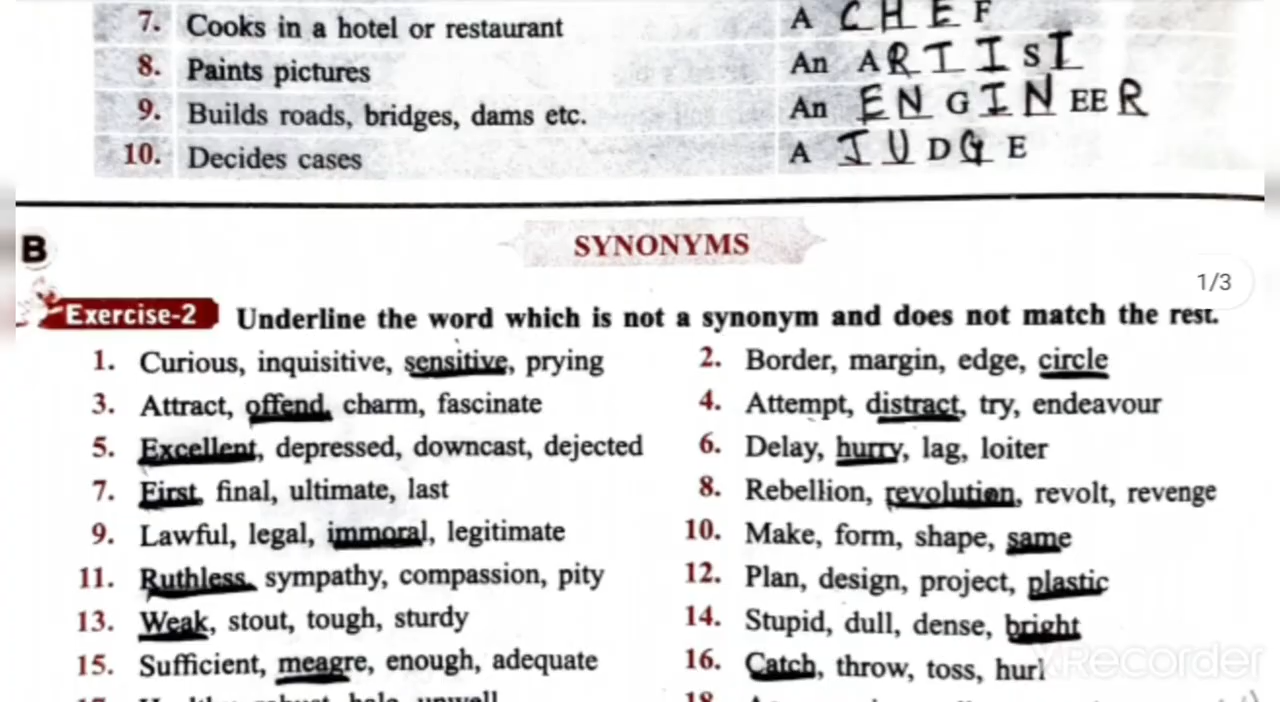 7. Cooks in a hotel or restaurant A CHEF
8. Paints pictures An ARTIST
9. Builds roads, bridges, dams etc. An ENGINEER
10. Decides cases A JUDGE
B SYNONYMS
1/3
Exercise-2 Underline the word which is not a synonym and does not match the rest.
1. Curious, inquisitive, sensitive, prying 2. Border, margin, edge, circle
3. Attract, offend, charm, fascinate 4. Attempt, distract, try, endeavour
5. Excellent, depressed, downcast, dejected 6. Delay, hurry, lag, loiter
7. First, final, ultimate, last 8. Rebellion, revolution, revolt, revenge
9. Lawful, legal, immoral, legitimate 10. Make, form, shape, same
11. Ruthless, sympathy, compassion, pity 12. Plan, design, project, plastic
13. Weak, stout, tough, sturdy 14. Stupid, dull, dense, bright
15. Sufficient, meagre, enough, adequate 16. Catch, throw, toss, hurl
XRecorder